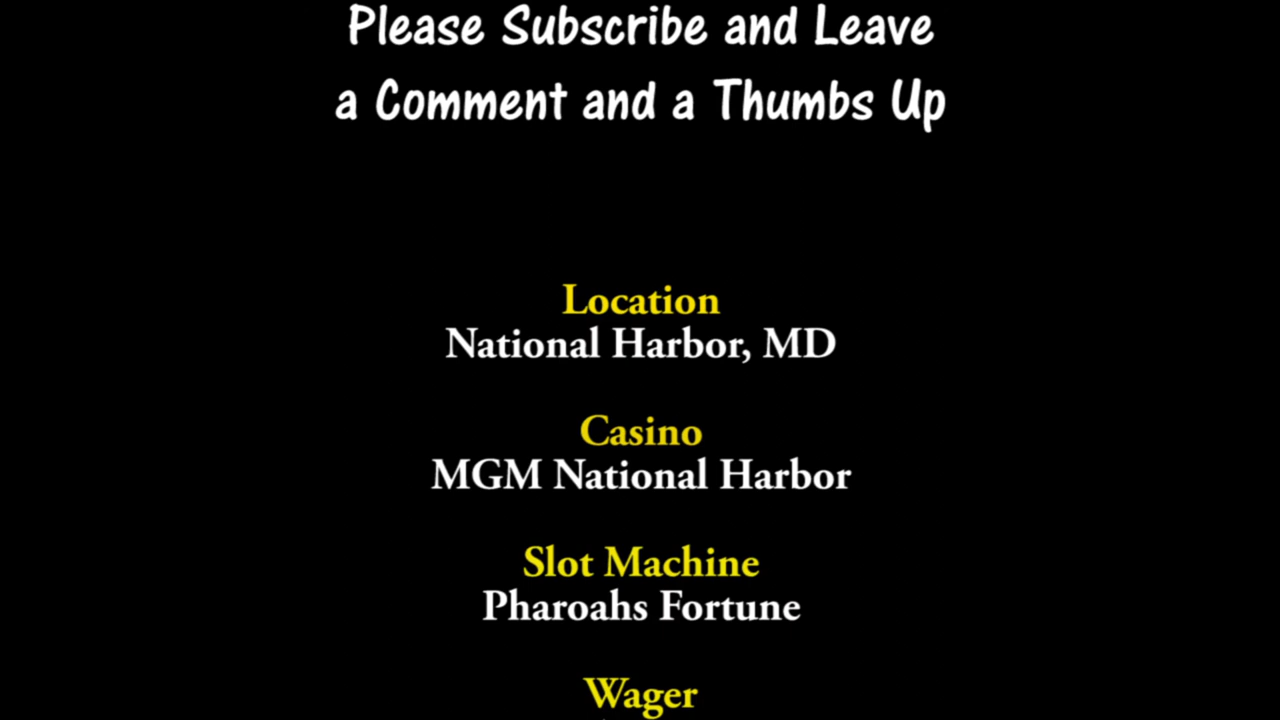 Please Subscribe and Leave
a Comment and a Thumbs Up
Location
National Harbor, MD
Casino
MGM National Harbor
Slot Machine
Pharoahs Fortune
Wager